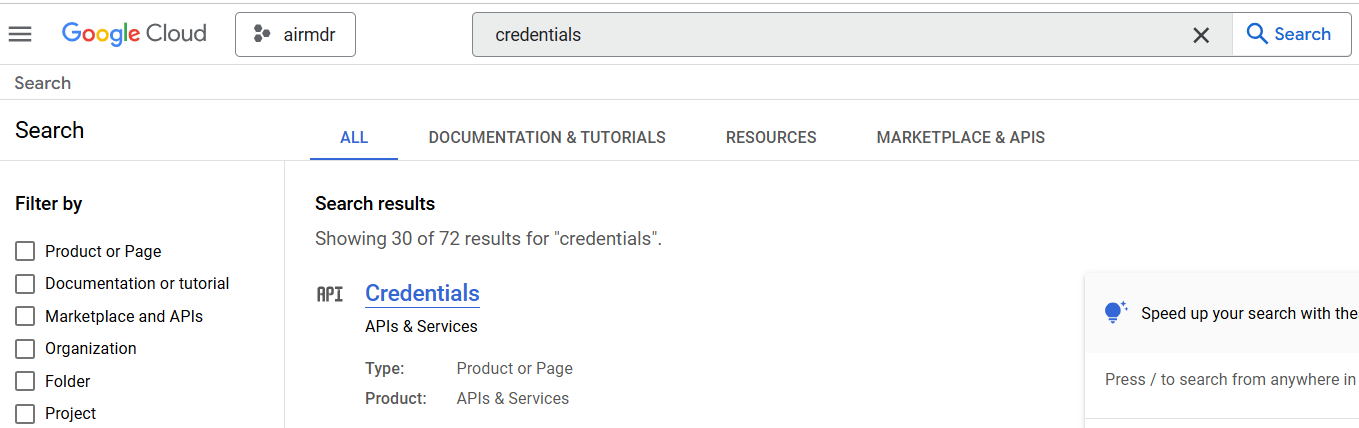 Google Cloud airmdr credentials Search
Search
Search
ALL DOCUMENTATION & TUTORIALS RESOURCES MARKETPLACE & APIS
Filter by
Product or Page
Documentation or tutorial
Marketplace and APIs
Organization
Folder
Project
Search results
Showing 30 of 72 results for "credentials".
API Credentials
APIs & Services
Type: Product or Page
Product: APIs & Services
Speed up your search with the
Press / to search from anywhere in